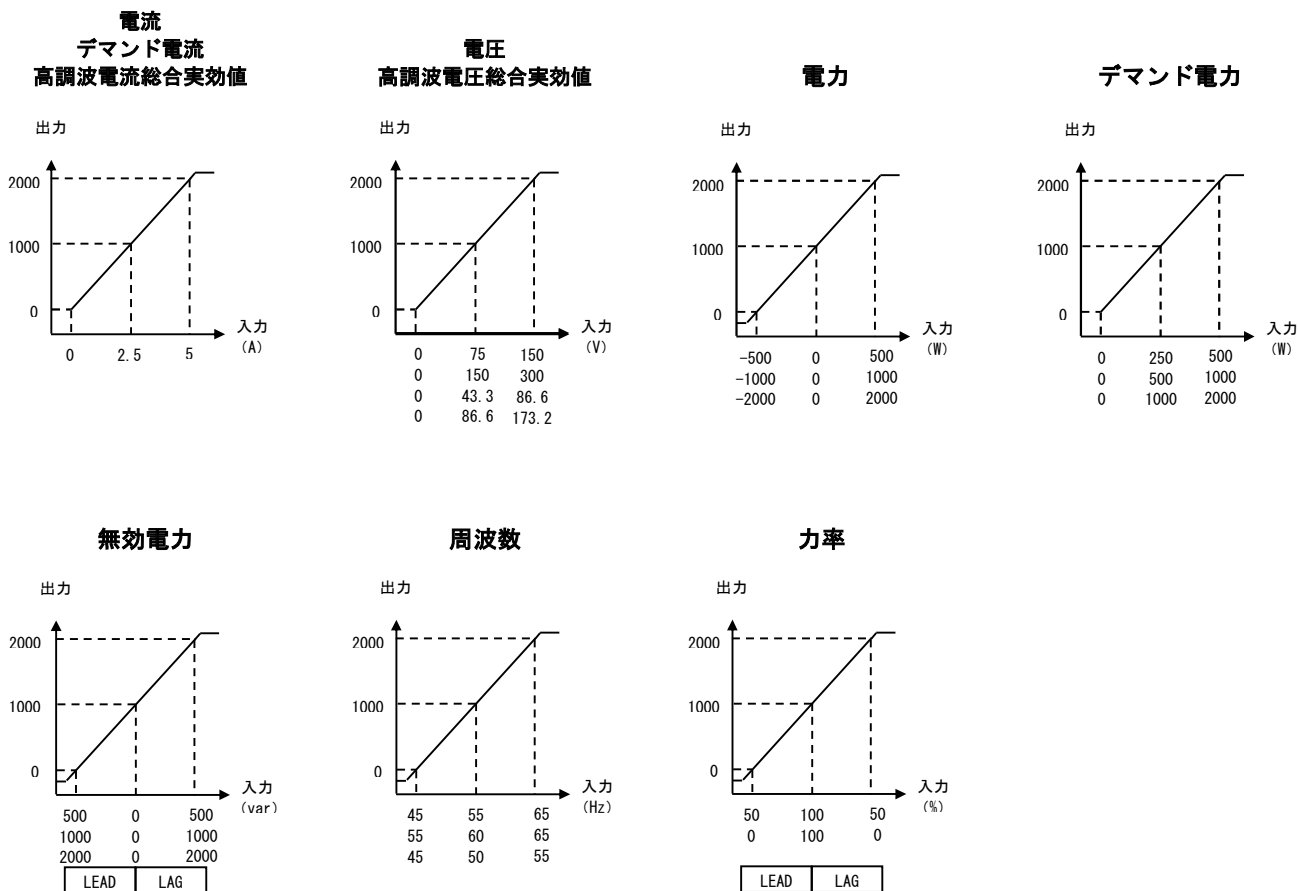 電流
デマンド電流
高調波電流総合実効値
出力
2000
1000
0
入力
(A)
0 2.5 5
電圧
高調波電圧総合実効値
出力
2000
1000
0
入力
(V)
0 75 150
0 150 300
0 43.3 86.6
0 86.6 173.2
電力
出力
2000
1000
0
入力
(W)
-500 0 500
-1000 0 1000
-2000 0 2000
デマンド電力
出力
2000
1000
0
入力
(W)
0 250 500
0 500 1000
0 1000 2000
無効電力
出力
2000
1000
0
入力
(var)
500 0 500
1000 0 1000
2000 0 2000
LEAD LAG
周波数
出力
2000
1000
0
入力
(Hz)
45 55 65
55 60 65
45 50 55
力率
出力
2000
1000
0
入力
(%)
50 100 50
0 100 0
LEAD LAG